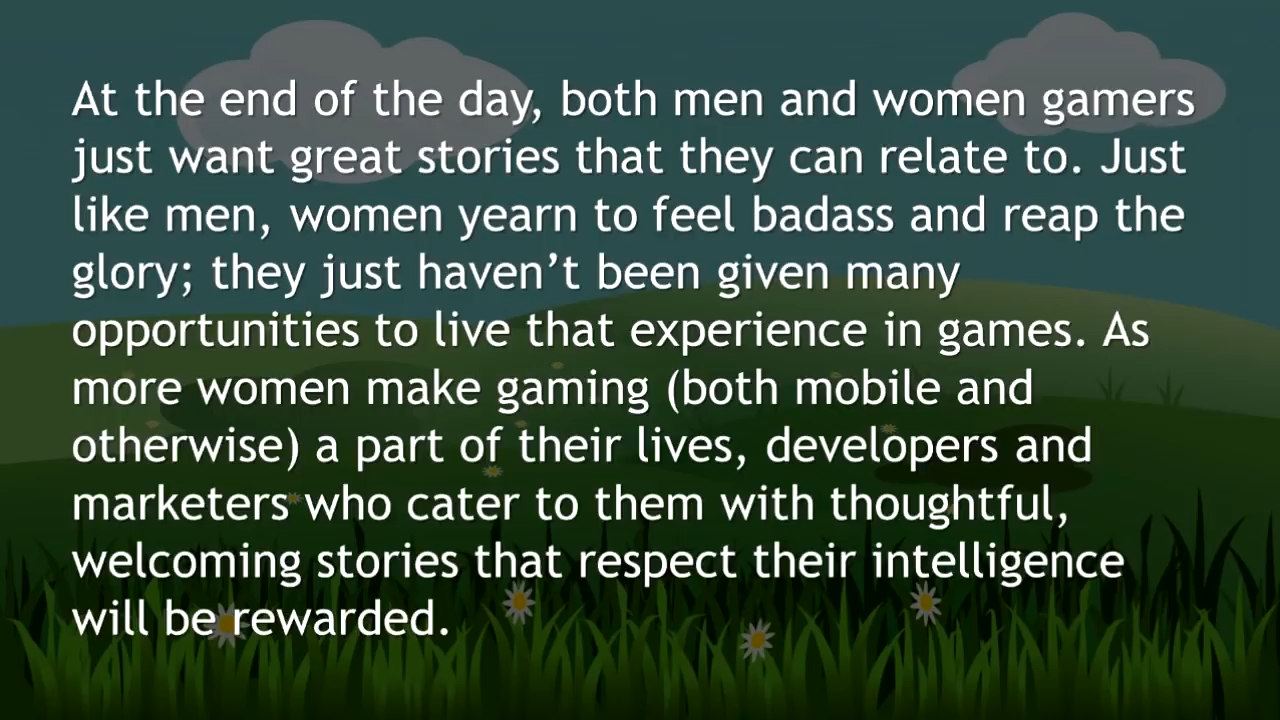 At the end of the day, both men and women gamers
just want great stories that they can relate to. Just
like men, women yearn to feel badass and reap the
glory; they just haven’t been given many
opportunities to live that experience in games. As
more women make gaming (both mobile and
otherwise) a part of their lives, developers and
marketers who cater to them with thoughtful,
welcoming stories that respect their intelligence
will be rewarded.